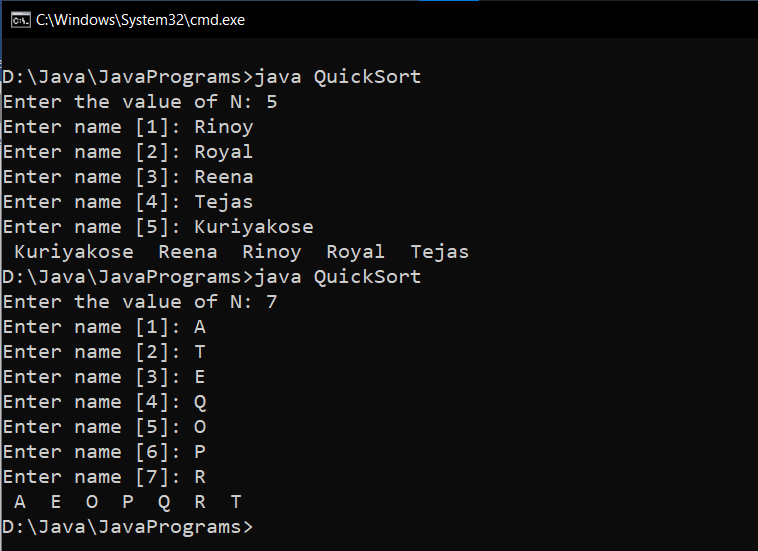 C:\Windows\System32\cmd.exe
D:\Java\JavaPrograms>java QuickSort
Enter the value of N: 5
Enter name [1]: Rinoy
Enter name [2]: Royal
Enter name [3]: Reena
Enter name [4]: Tejas
Enter name [5]: Kuriyakose
 Kuriyakose  Reena  Rinoy  Royal  Tejas
D:\Java\JavaPrograms>java QuickSort
Enter the value of N: 7
Enter name [1]: A
Enter name [2]: T
Enter name [3]: E
Enter name [4]: Q
Enter name [5]: O
Enter name [6]: P
Enter name [7]: R
 A  E  O  P  Q  R  T
D:\Java\JavaPrograms>